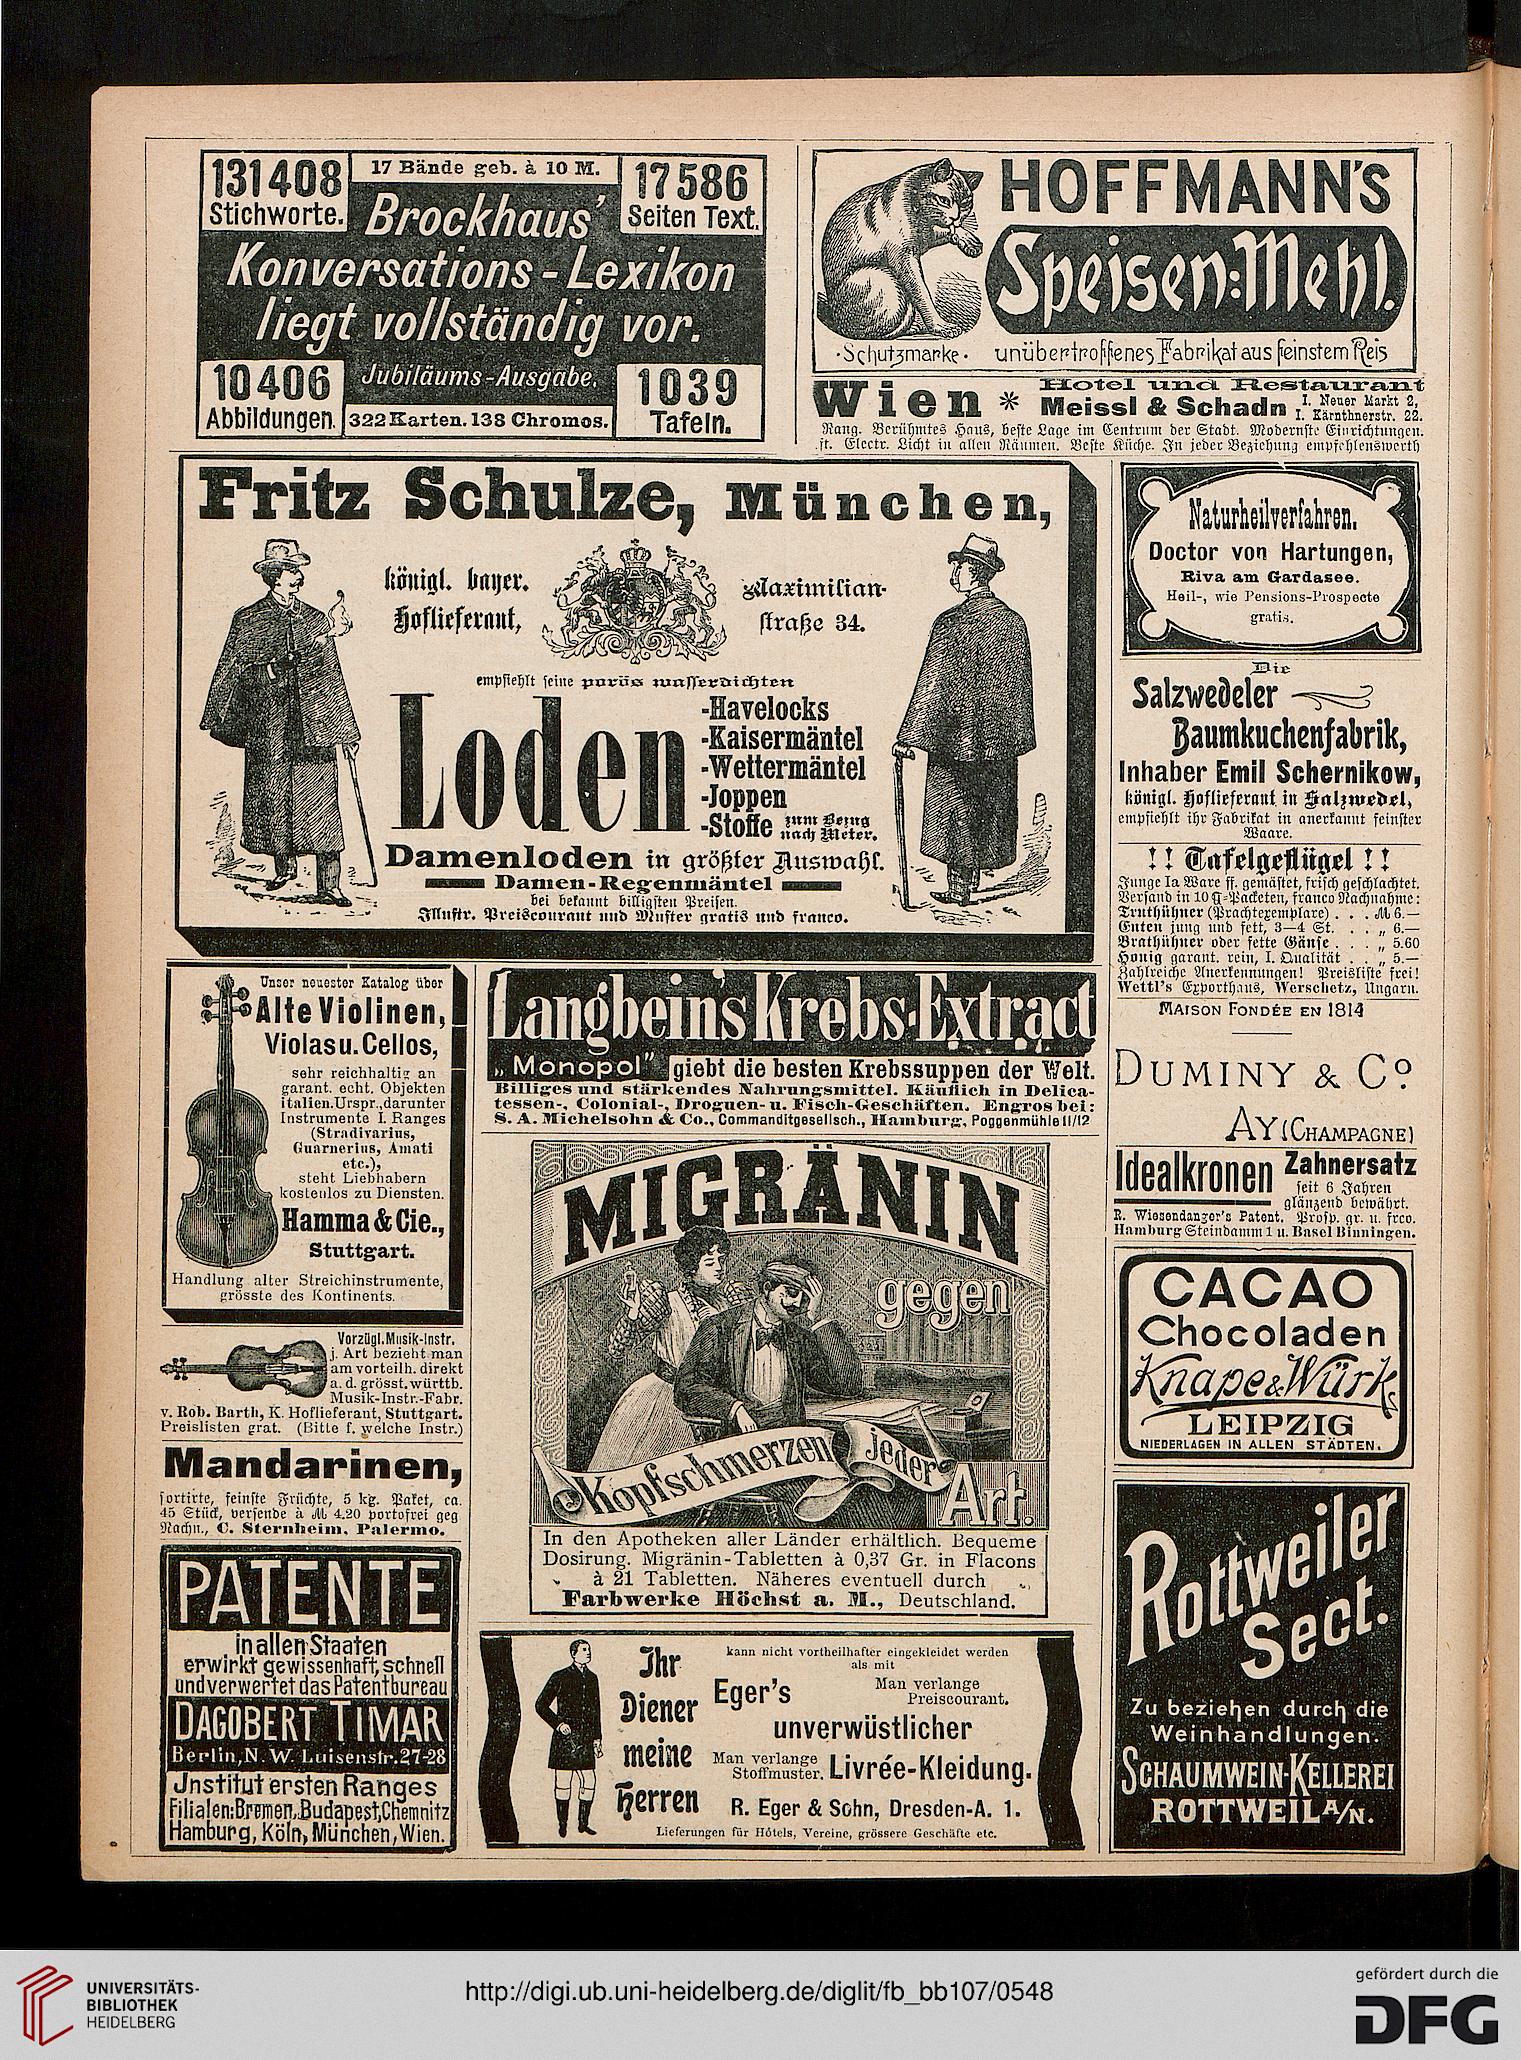 131408
Stichworte.
17 Bände geb. à 10 M.
17586
Seiten Text.
Brockhaus'
Konversations-Lexikon
liegt vollständig vor.
10406
Abbildungen.
Jubiläums-Ausgabe.
322 Karten. 138 Chromos.
1039
Tafeln.
HOFFMANN'S
Speisen-Mehl.
·Schutzmarke·
unübertroffenes Fabrikat aus feinstem Reis
Wien * Hotel und Restaurant
Meissl & Schadn I. Neuer Markt 2,
I. Kärnthnerstr. 22.
Rang. Berühmtes Haus, beste Lage im Centrum der Stadt. Modernste Einrichtungen.
ft. Electr. Licht in allen Räumen. Beste Küche. In jeder Beziehung empfehlenswerth
Fritz Schulze, München,
königl. bayer.
Hoflieferant,
Maximilian-
straße 34.
empfiehlt seine porös wasserdichten
Loden
-Havelocks
-Kaisermäntel
-Wettermäntel
-Joppen
-Stoffe zum Bezug
nach Meter.
Damenloden in größter Auswahl.
Damen-Regenmäntel
bei bekannt billigsten Preisen.
Illustr. Preiscourant und Muster gratis und franco.
Naturheilverfahren.
Doctor von Hartungen,
Riva am Gardasee.
Heil-, wie Pensions-Prospecte
gratis.
Die
Salzwedeler
Baumkuchenfabrik,
Inhaber Emil Schernikow,
königl. Hoflieferant in Salzwedel,
empfiehlt ihr Fabrikat in anerkannt feinster
Waare.
!! Tafelgeflügel !!
Junge Ia Ware ff. gemästet, frisch geschlachtet.
Versand in 10 ℔-Packeten, franco Nachnahme:
Truthühner (Prachtexemplare) . . . M 6.—
Enten jung und fett, 3—4 St. . . „ 6.—
Brathühner oder fette Gänse . . . „ 5.60
Honig garant. rein, I. Qualität . . „ 5.—
Zahlreiche Anerkennungen! Preisliste frei!
Wettl's Exporthaus, Werschetz, Ungarn.
MAISON FONDÉE EN 1814
DUMINY & Co
AY (CHAMPAGNE)
Idealkronen Zahnersatz
seit 6 Jahren
glänzend bewährt.
R. Wiesendanger's Patent. Prosp. gr. u. frco.
Hamburg Steindamm 1 u. Basel Binningen.
CACAO
Chocoladen
Knape & Würk
LEIPZIG
NIEDERLAGEN IN ALLEN STÄDTEN.
Rottweiler
Sect.
Zu beziehen durch die
Weinhandlungen.
SCHAUMWEIN-KELLEREI
ROTTWEIL A/N.
Unser neuester Katalog über
Alte Violinen,
Violas u. Cellos,
sehr reichhaltig an
garant. echt. Objekten
italien. Urspr., darunter
Instrumente I. Ranges
(Stradivarius,
Guarnerius, Amati
etc.),
steht Liebhabern
kostenlos zu Diensten.
Hamma & Cie.,
Stuttgart.
Handlung alter Streichinstrumente,
grösste des Kontinents.
Vorzügl. Musik-Instr.
j. Art bezieht man
am vorteilh. direkt
a. d. grösst. württb.
Musik-Instr.-Fabr.
v. Rob. Barth, K. Hoflieferant, Stuttgart.
Preislisten grat. (Bitte f. welche Instr.)
Mandarinen,
sortirte, feinste Früchte, 5 kg. Paket, ca.
45 Stück, versende à M 4.20 portofrei geg
Nachn., C. Sternheim, Palermo.
PATENTE
in allen Staaten
erwirkt gewissenhaft, schnell
und verwertet das Patentbureau
DAGOBERT TIMAR
Berlin, N. W. Luisenstr. 27-28
Institut ersten Ranges
Filialen: Bremen, Budapest, Chemnitz
Hamburg, Köln, München, Wien.
Langbein's Krebs-Extract
„Monopol" giebt die besten Krebssuppen der Welt.
Billiges und stärkendes Nahrungsmittel. Käuflich in Delica-
tessen-, Colonial-, Droguen- u. Fisch-Geschäften. Engros bei:
S. A. Michelsohn & Co., Commanditgesellsch., Hamburg, Poggenmühle 11/12
MIGRÄNIN
gegen
Kopfschmerzen jeder
Art.
In den Apotheken aller Länder erhältlich. Bequeme
Dosirung. Migränin-Tabletten à 0,37 Gr. in Flacons
à 21 Tabletten. Näheres eventuell durch
Farbwerke Höchst a. M., Deutschland.
Ihr
Diener
meine
Herren
kann nicht vortheilhafter eingekleidet werden
als mit
Eger's
Man verlange
Preiscourant.
unverwüstlicher
Man verlange
Stoffmuster.
Livrée-Kleidung.
R. Eger & Sohn, Dresden-A. 1.
Lieferungen für Hôtels, Vereine, grössere Geschäfte etc.
UNIVERSITÄTS-
BIBLIOTHEK
HEIDELBERG
http://digi.ub.uni-heidelberg.de/diglit/fb_bb107/0548
gefördert durch die
DFG